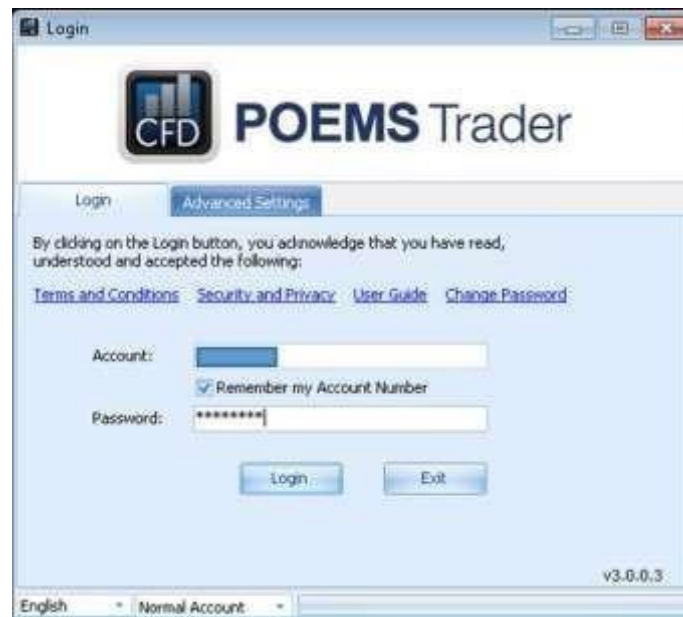 Login
CFD POEMS Trader
Login Advanced Settings
By clicking on the Login button, you acknowledge that you have read,
understood and accepted the following:
Terms and Conditions Security and Privacy User Guide Change Password
Account:
Remember my Account Number
Password: ********
Login Exit
v3.0.0.3
English Normal Account